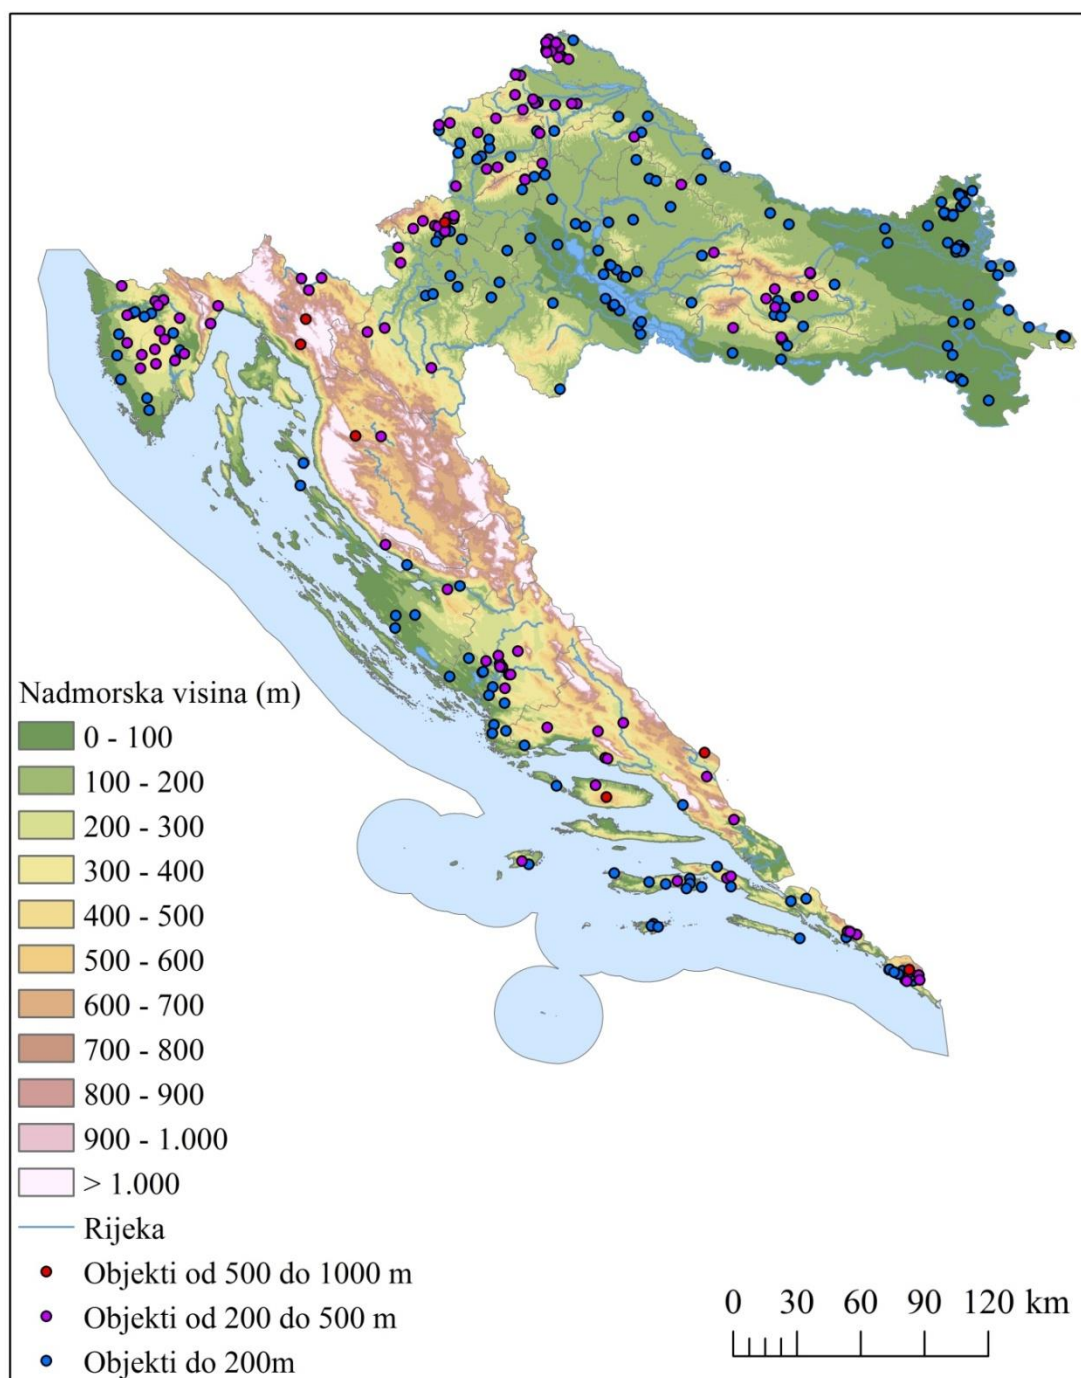 Nadmorska visina (m)
0 - 100
100 - 200
200 - 300
300 - 400
400 - 500
500 - 600
600 - 700
700 - 800
800 - 900
900 - 1.000
> 1.000
Rijeka
Objekti od 500 do 1000 m
Objekti od 200 do 500 m
Objekti do 200m
0 30 60 90 120 km